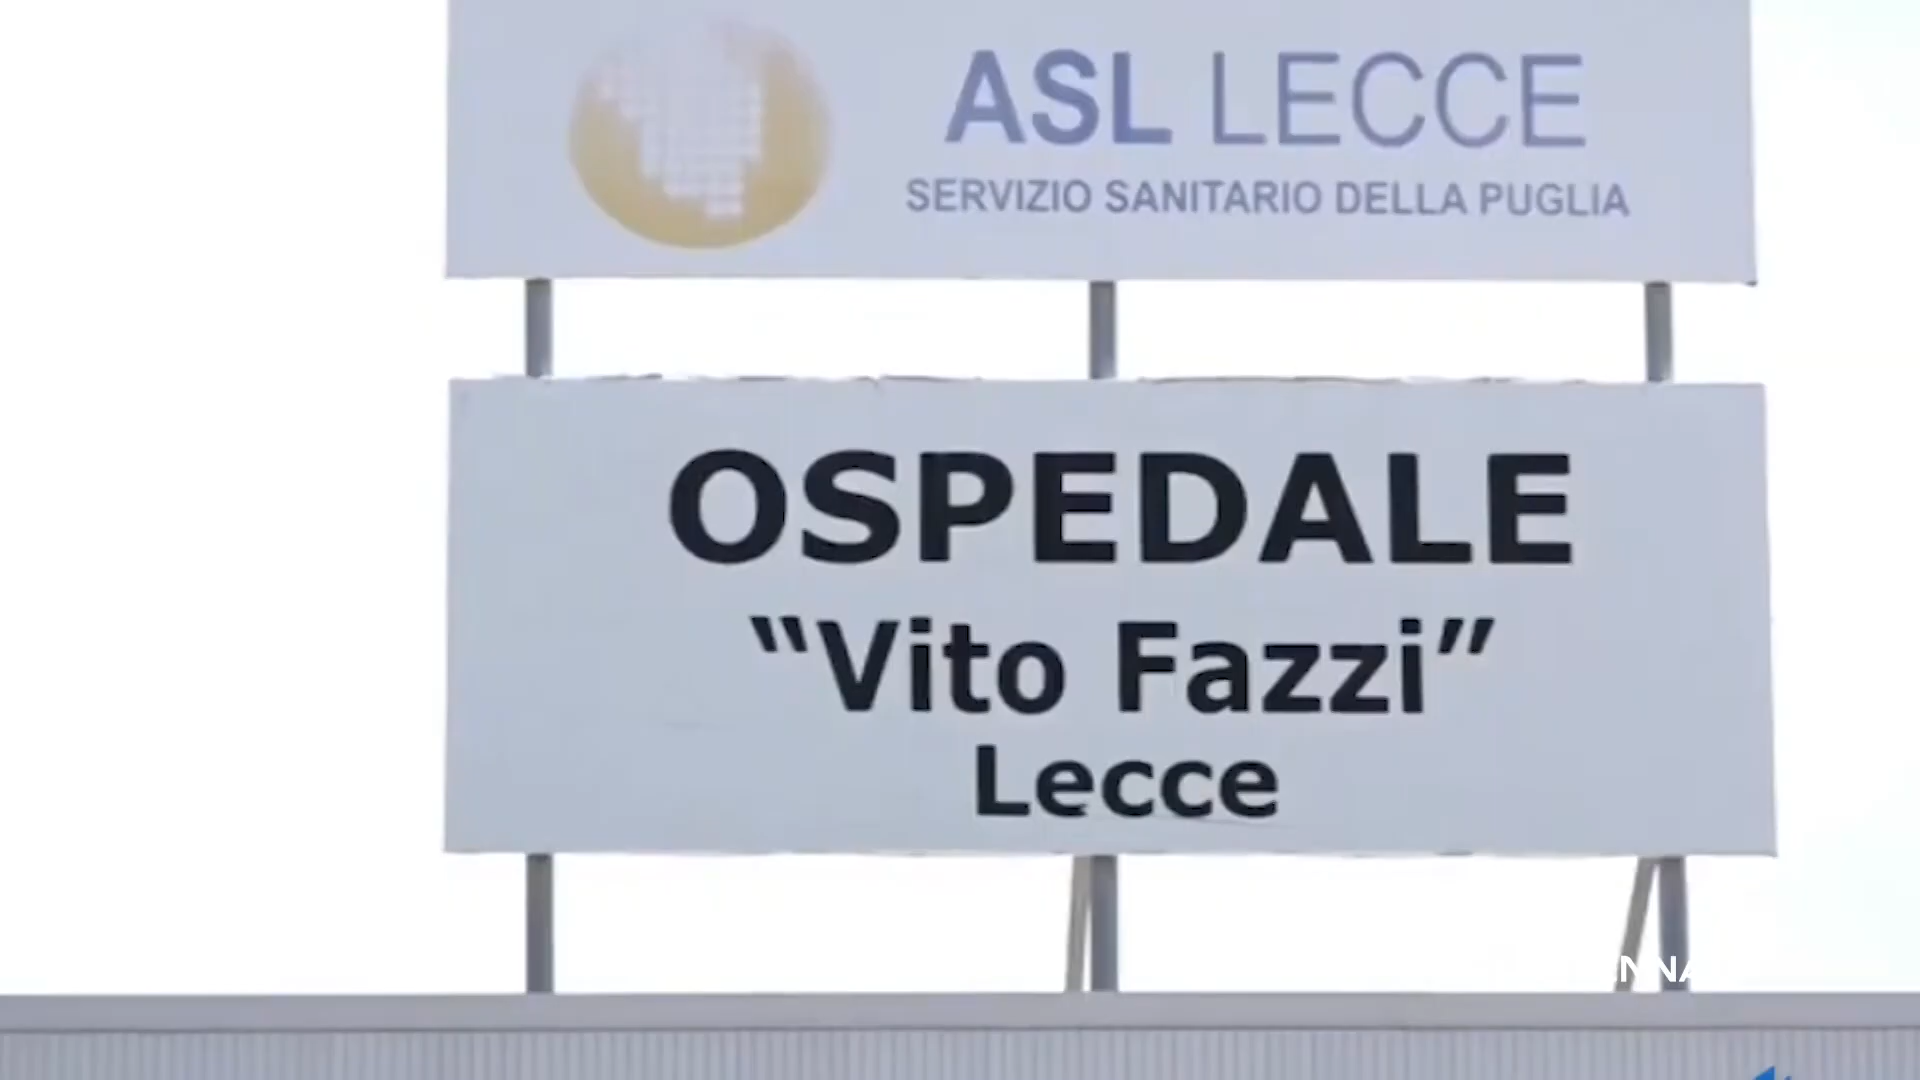 ASL LECCE
SERVIZIO SANITARIO DELLA PUGLIA
OSPEDALE
“Vito Fazzi”
Lecce